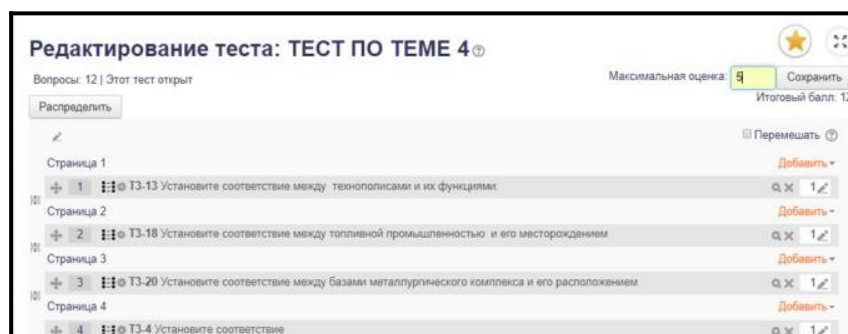 Редактирование теста: ТЕСТ ПО ТЕМЕ 4
Вопросы: 12 | Этот тест открыт
Максимальная оценка: 5 Сохранить
Распределить
Итоговый балл: 12
Перемешать
Страница 1
Добавить
1 Т3-13 Установите соответствие между технополисами и их функциями: 1
Страница 2
Добавить
2 Т3-18 Установите соответствие между топливной промышленностью и его месторождением 1
Страница 3
Добавить
3 Т3-20 Установите соответствие между базами металлургического комплекса и его расположением 1
Страница 4
Добавить
4 Т3-4 Установите соответствие 1